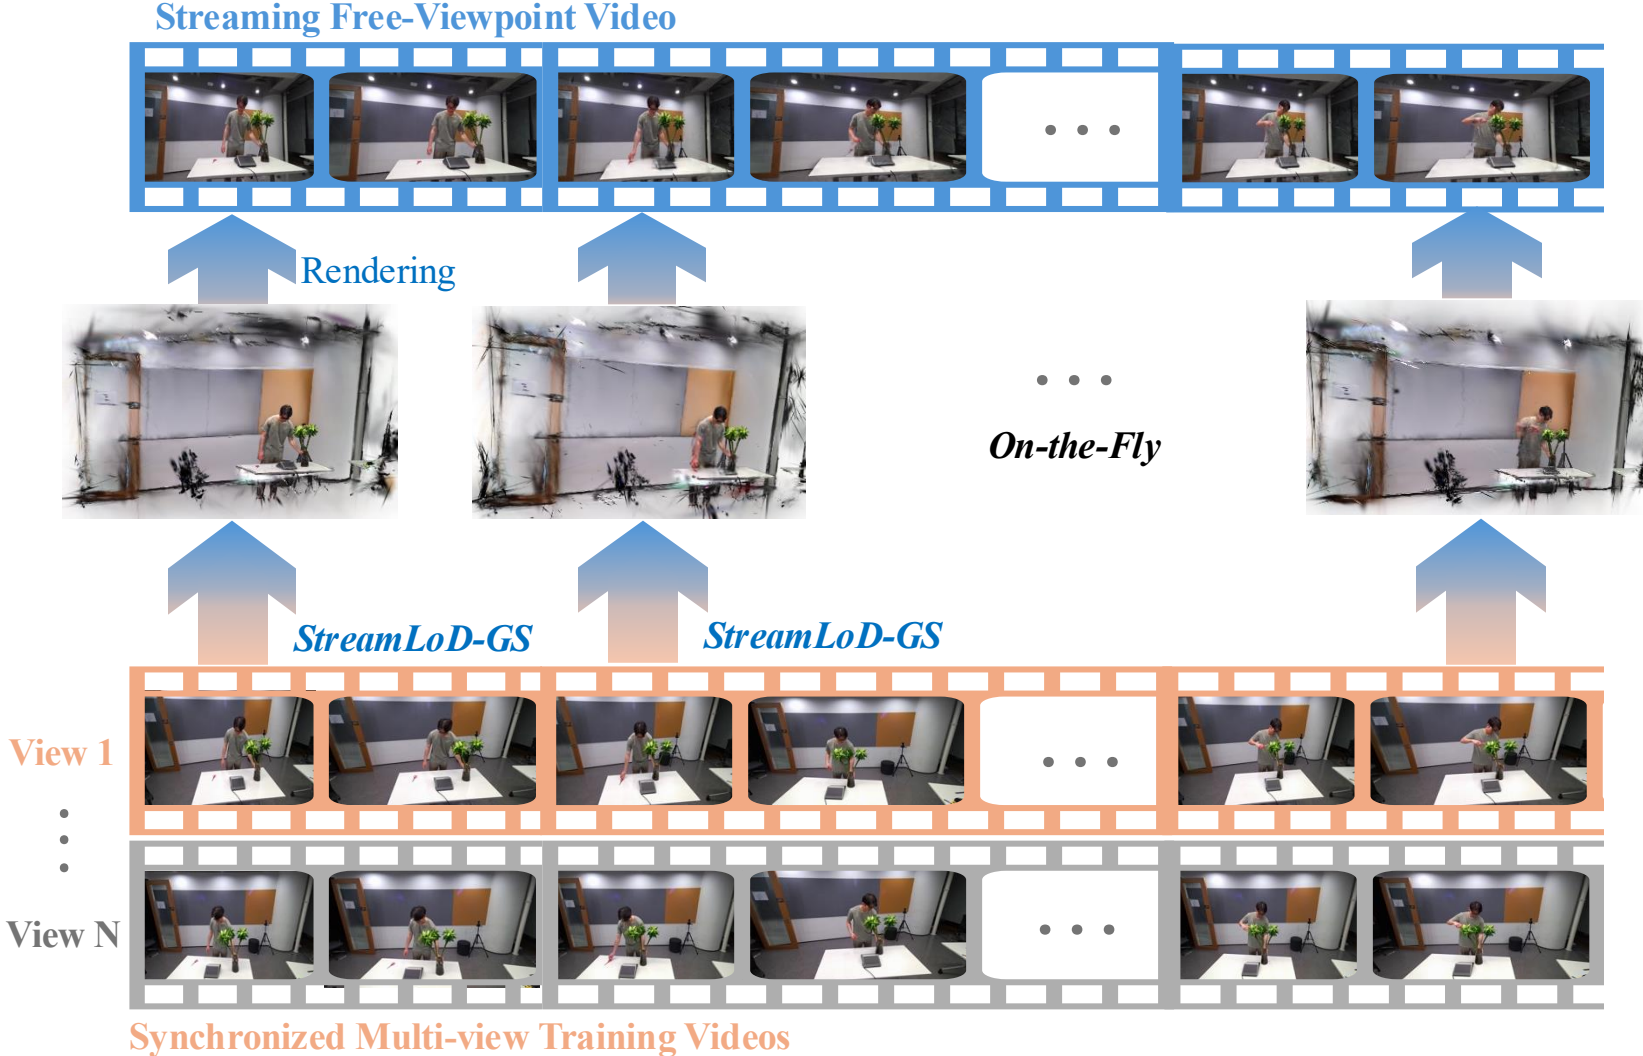 Streaming Free-Viewpoint Video
Rendering
On-the-Fly
StreamLoD-GS
StreamLoD-GS
View 1
View N
Synchronized Multi-view Training Videos